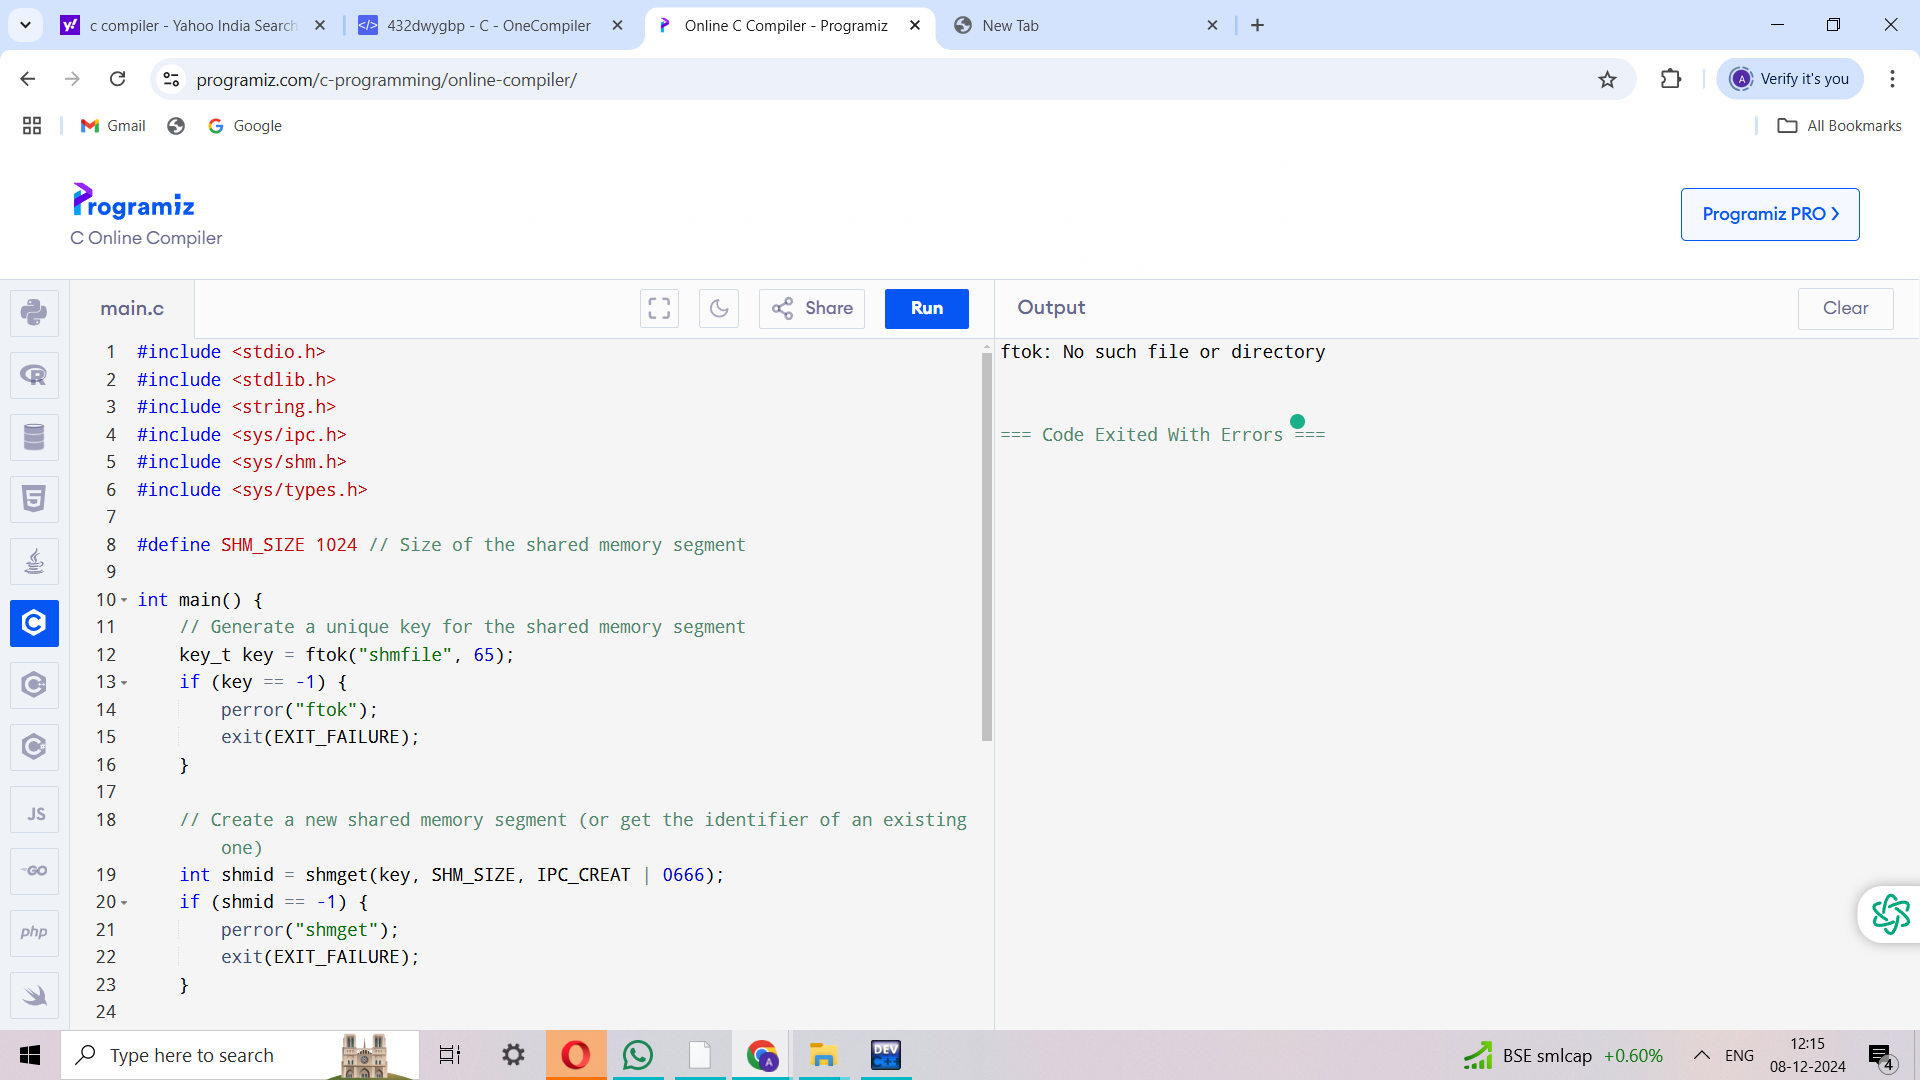 c compiler - Yahoo India Search
432dwygbp - C - OneCompiler
Online C Compiler - Programiz
New Tab
programiz.com/c-programming/online-compiler/
A
Verify it's you
Gmail
Google
All Bookmarks
Programiz
C Online Compiler
Programiz PRO
main.c
Share
Run
Output
Clear
1 #include <stdio.h>
2 #include <stdlib.h>
3 #include <string.h>
4 #include <sys/ipc.h>
5 #include <sys/shm.h>
6 #include <sys/types.h>
7
8 #define SHM_SIZE 1024 // Size of the shared memory segment
9
10 int main() {
11 // Generate a unique key for the shared memory segment
12 key_t key = ftok("shmfile", 65);
13 if (key == -1) {
14 perror("ftok");
15 exit(EXIT_FAILURE);
16 }
17
18 // Create a new shared memory segment (or get the identifier of an existing
one)
19 int shmid = shmget(key, SHM_SIZE, IPC_CREAT | 0666);
20 if (shmid == -1) {
21 perror("shmget");
22 exit(EXIT_FAILURE);
23 }
24
ftok: No such file or directory
=== Code Exited With Errors ===
R
5
C
JS
GO
php
Type here to search
A
DEV
BSE smlcap +0.60%
ENG
12:15
08-12-2024
4